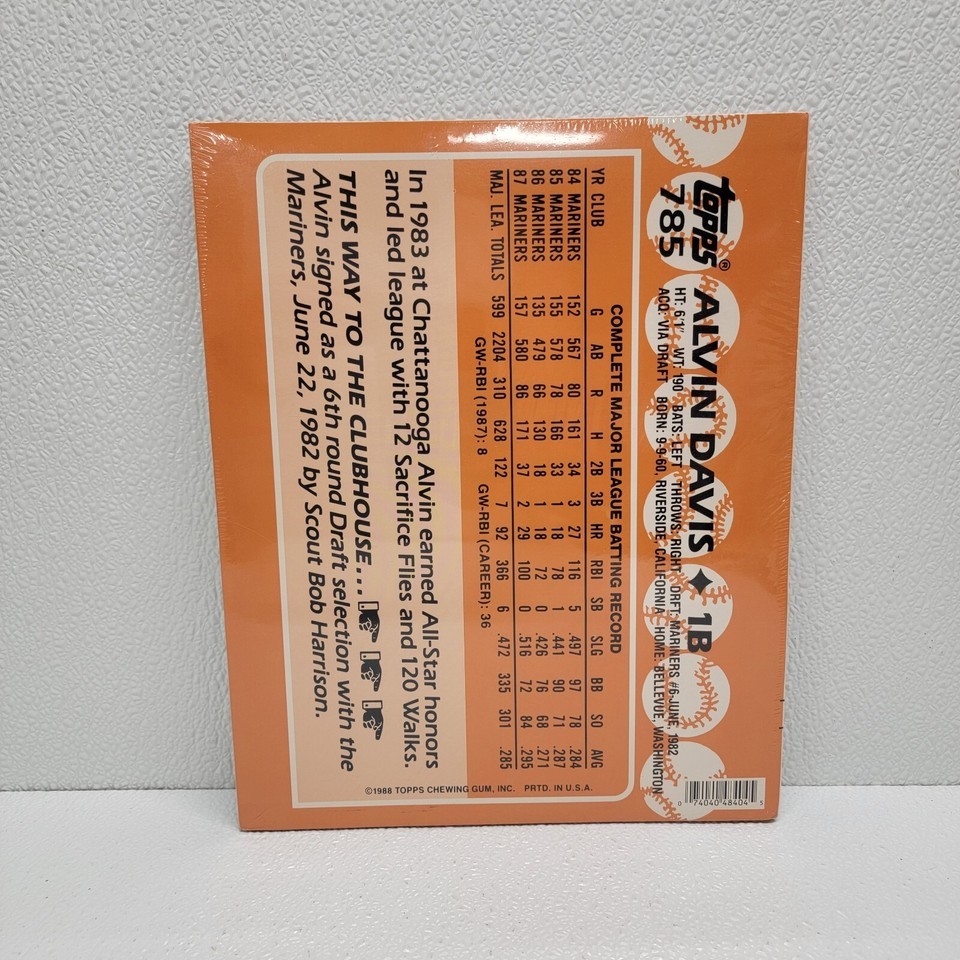 topps®
785
ALVIN DAVIS ♦ 1B
HT: 6'1" WT: 190 BATS: LEFT THROWS: RIGHT DRFT: MARINERS #6-JUNE, 1982
ACQ: VIA DRAFT BORN: 9-9-60, RIVERSIDE, CALIFORNIA HOME: BELLEVUE, WASHINGTON
COMPLETE MAJOR LEAGUE BATTING RECORD
YR CLUB G AB R H 2B 3B HR RBI SB SLG BB SO AVG
84 MARINERS 152 567 80 161 34 3 27 116 5 .497 97 78 .284
85 MARINERS 155 578 78 166 33 1 18 78 1 .441 90 71 .287
86 MARINERS 135 479 66 130 18 1 18 72 0 .426 76 68 .271
87 MARINERS 157 580 86 171 37 2 29 100 0 .516 72 84 .295
MAJ. LEA. TOTALS 599 2204 310 628 122 7 92 366 6 .472 335 301 .285
GW-RBI (1987): 8 GW-RBI (CAREER): 36
In 1983 at Chattanooga Alvin earned All-Star honors
and led league with 12 Sacrifice Flies and 120 Walks.
THIS WAY TO THE CLUBHOUSE...
Alvin signed as a 6th round Draft selection with the
Mariners, June 22, 1982 by Scout Bob Harrison.
©1988 TOPPS CHEWING GUM, INC. PRTD. IN U.S.A.
0 74040 48404 5